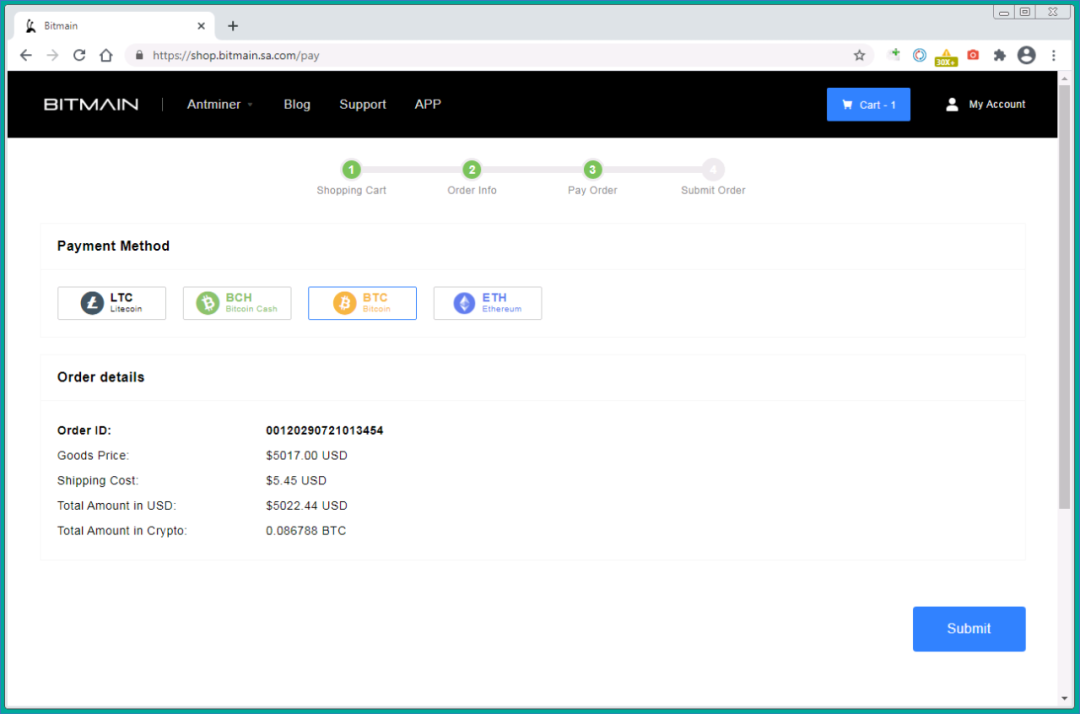 Bitmain
https://shop.bitmain.sa.com/pay
30X+
BITMAIN
Antminer
Blog
Support
APP
Cart - 1
My Account
1
2
3
4
Shopping Cart
Order Info
Pay Order
Submit Order
Payment Method
LTC
Litecoin
BCH
Bitcoin Cash
BTC
Bitcoin
ETH
Ethereum
Order details
Order ID: 00120290721013454
Goods Price: $5017.00 USD
Shipping Cost: $5.45 USD
Total Amount in USD: $5022.44 USD
Total Amount in Crypto: 0.086788 BTC
Submit